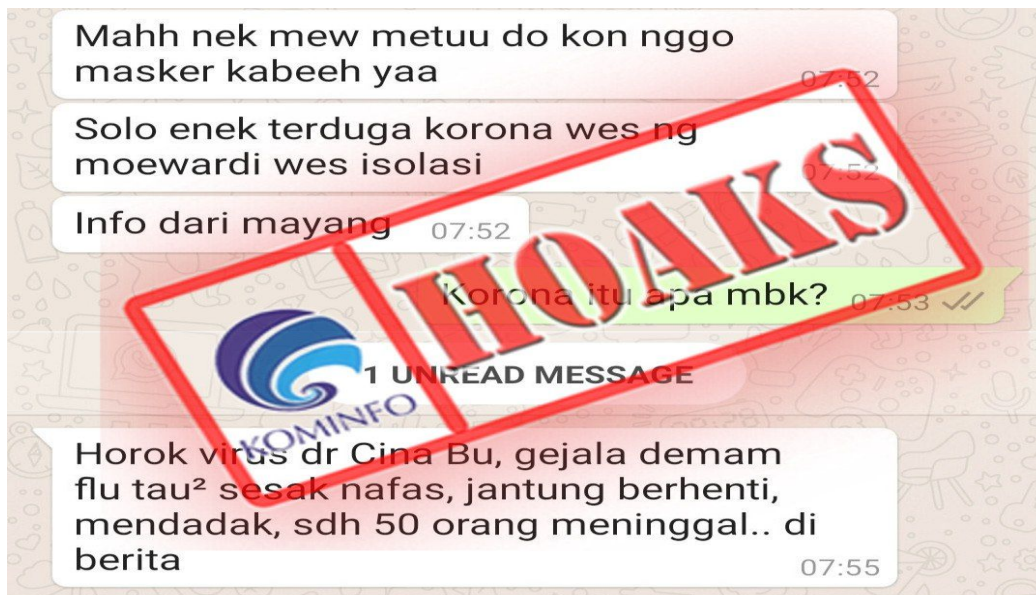 Mahh nek mew metuu do kon nggo
masker kabeeh yaa
07:52
Solo enek terduga korona wes ng
moewardi wes isolasi
07:52
Info dari mayang
07:52
HOAKS
KOMINFO
Korona itu apa mbk?
07:53
1 UNREAD MESSAGE
Horok virus dr Cina Bu, gejala demam
flu tau² sesak nafas, jantung berhenti,
mendadak, sdh 50 orang meninggal.. di
berita
07:55